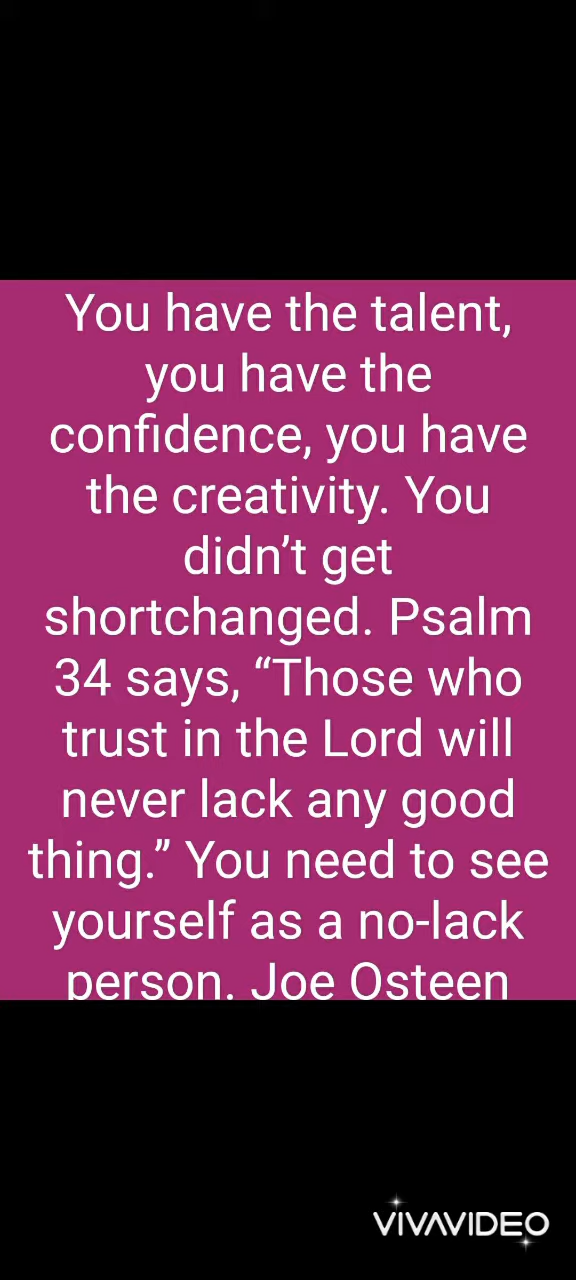 You have the talent,
you have the
confidence, you have
the creativity. You
didn’t get
shortchanged. Psalm
34 says, “Those who
trust in the Lord will
never lack any good
thing.” You need to see
yourself as a no-lack
person. Joe Osteen
VIVAVIDEO